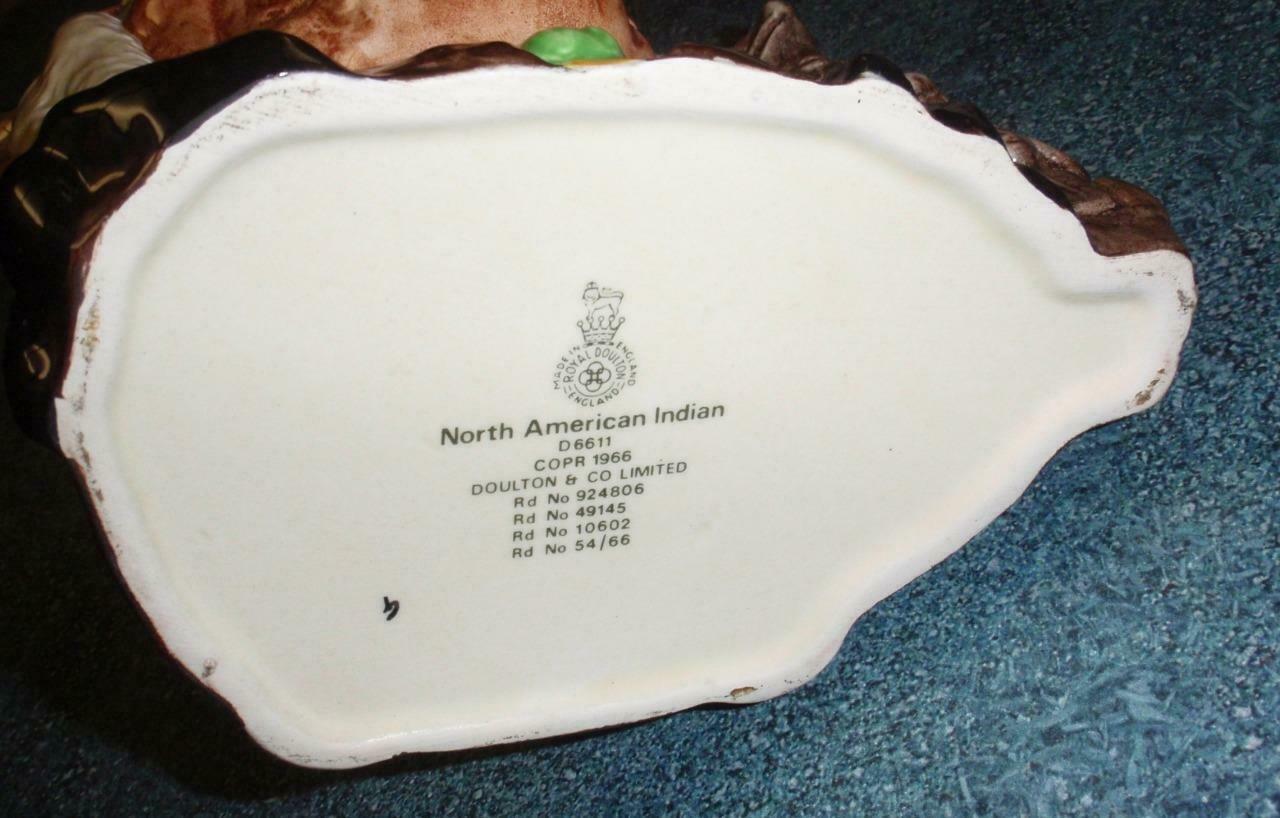 MADE IN ENGLAND
ROYAL DOULTON
ENGLAND
North American Indian
D6611
COPR 1966
DOULTON & CO LIMITED
Rd No 924806
Rd No 49145
Rd No 10602
Rd No 54/66